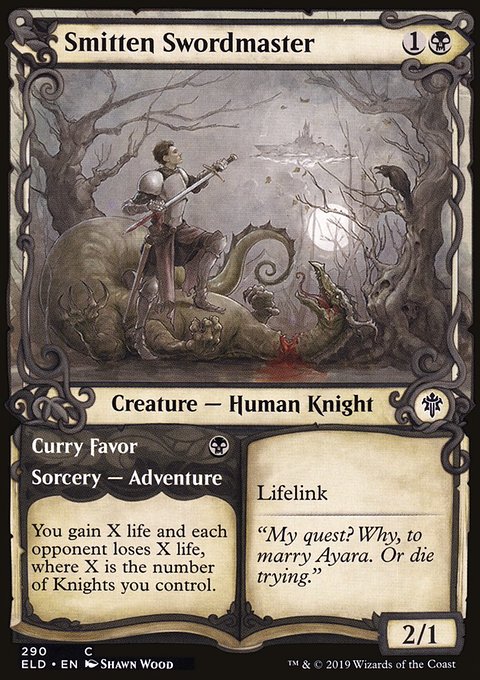 Smitten Swordmaster 1
Creature — Human Knight
Curry Favor
Sorcery — Adventure
You gain X life and each
opponent loses X life,
where X is the number
of Knights you control.
Lifelink
“My quest? Why, to
marry Ayara. Or die
trying.”
2/1
290 C
ELD • EN Shawn Wood
™ & © 2019 Wizards of the Coast